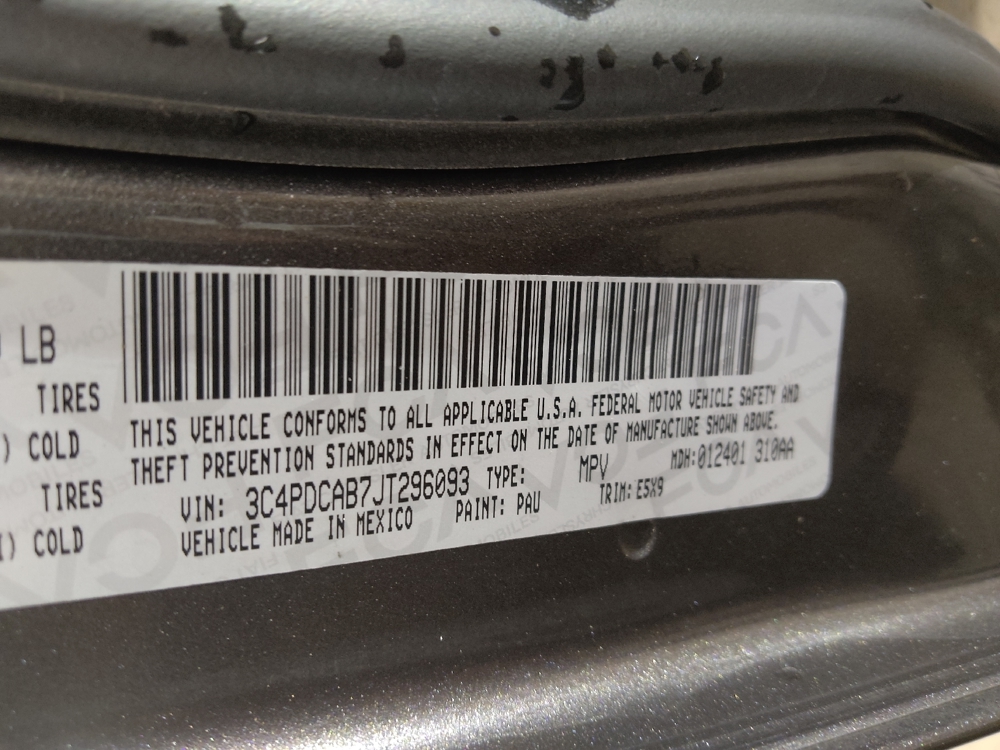 LB
TIRES
COLD
TIRES
COLD
THIS VEHICLE CONFORMS TO ALL APPLICABLE U.S.A. FEDERAL MOTOR VEHICLE SAFETY AND
THEFT PREVENTION STANDARDS IN EFFECT ON THE DATE OF MANUFACTURE SHOWN ABOVE.
VIN: 3C4PDCAB7JT296093 TYPE: MPV MDH:012401 310AA
VEHICLE MADE IN MEXICO PAINT: PAU TRIM: E5X9